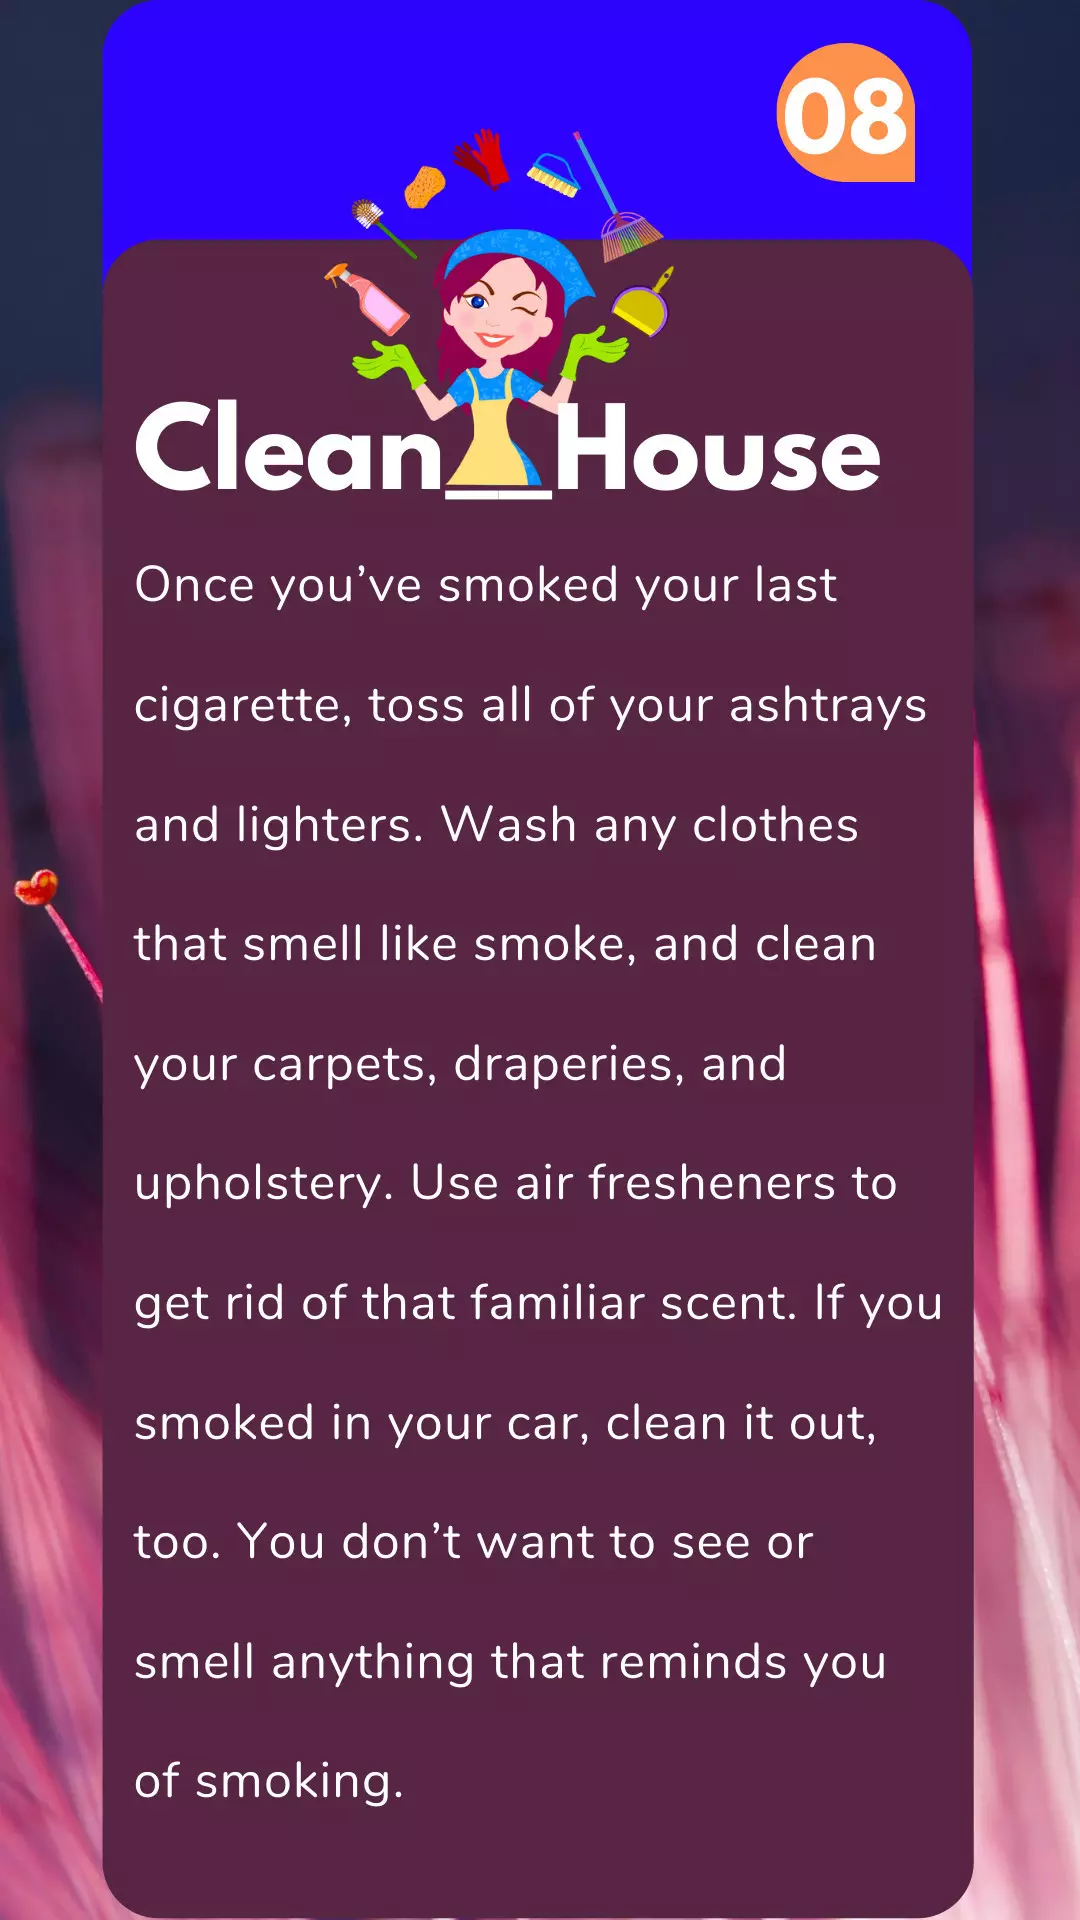 08
Clean__House
Once you’ve smoked your last
cigarette, toss all of your ashtrays
and lighters. Wash any clothes
that smell like smoke, and clean
your carpets, draperies, and
upholstery. Use air fresheners to
get rid of that familiar scent. If you
smoked in your car, clean it out,
too. You don’t want to see or
smell anything that reminds you
of smoking.